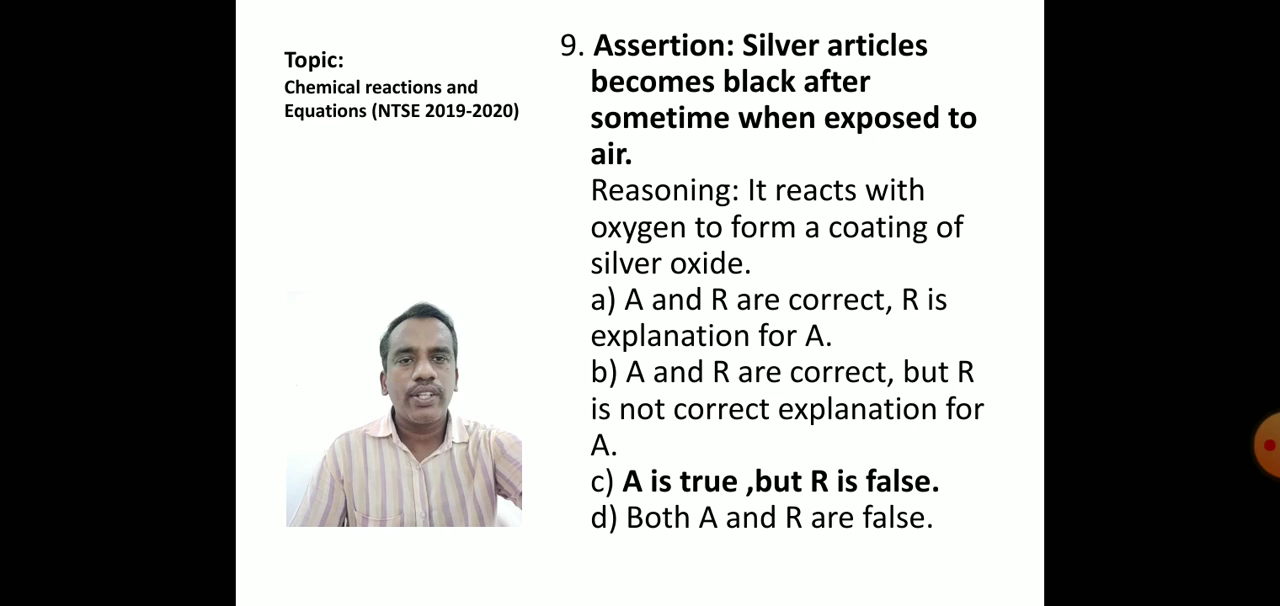 Topic:
Chemical reactions and
Equations (NTSE 2019-2020)
9. Assertion: Silver articles
becomes black after
sometime when exposed to
air.
Reasoning: It reacts with
oxygen to form a coating of
silver oxide.
a) A and R are correct, R is
explanation for A.
b) A and R are correct, but R
is not correct explanation for
A.
c) A is true ,but R is false.
d) Both A and R are false.